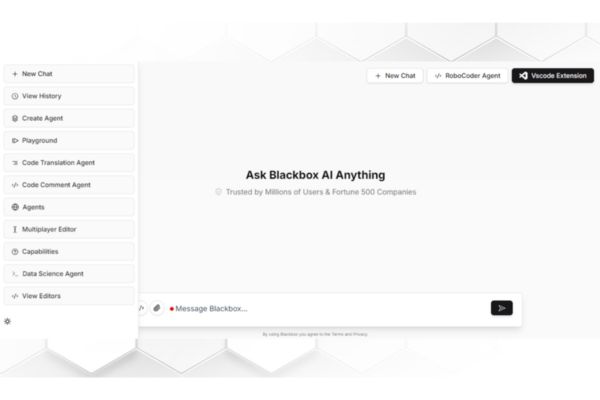 New Chat
View History
Create Agent
Playground
Code Translation Agent
Code Comment Agent
Agents
Multiplayer Editor
Capabilities
Data Science Agent
View Editors
New Chat
RoboCoder Agent
Vscode Extension
Ask Blackbox AI Anything
Trusted by Millions of Users & Fortune 500 Companies
Message Blackbox...
By using Blackbox you agree to the Terms and Privacy.